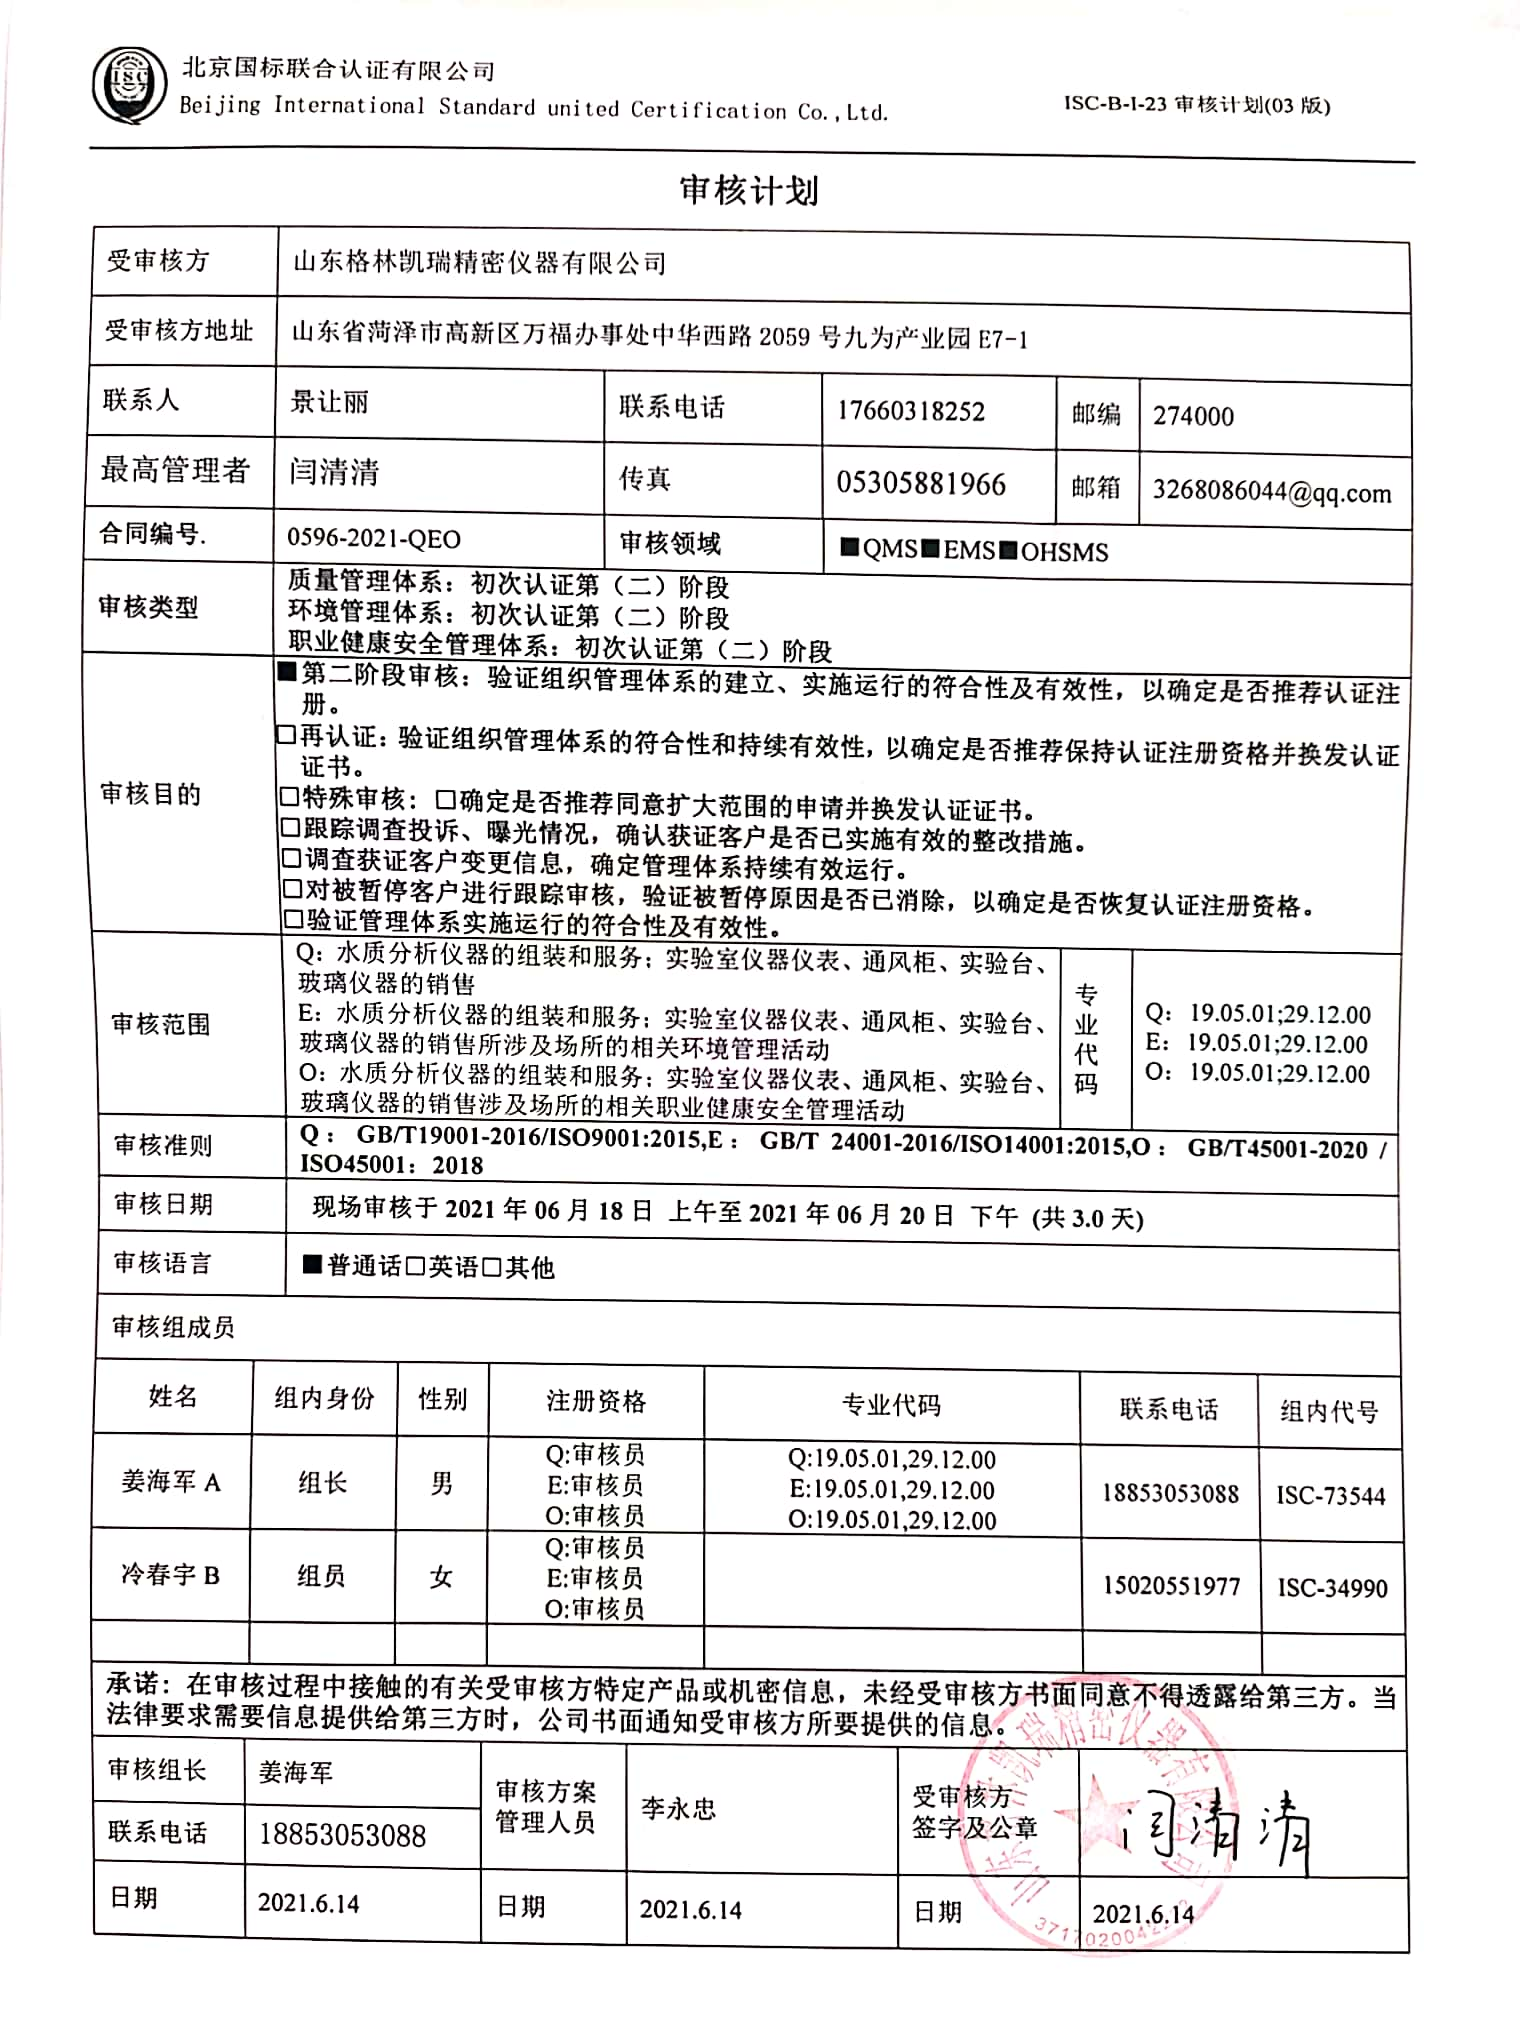 ISC
北京国标联合认证有限公司
Beijing International Standard united Certification Co.,Ltd.
ISC-B-I-23 审核计划(03 版)
审核计划
受审核方 山东格林凯瑞精密仪器有限公司
受审核方地址 山东省菏泽市高新区万福办事处中华西路 2059 号九为产业园 E7-1
联系人 景让丽 联系电话 17660318252 邮编 274000
最高管理者 闫清清 传真 05305881966 邮箱 3268086044@qq.com
合同编号. 0596-2021-QEO 审核领域 ■QMS■EMS■OHSMS
审核类型
质量管理体系：初次认证第（二）阶段
环境管理体系：初次认证第（二）阶段
职业健康安全管理体系：初次认证第（二）阶段
审核目的
■第二阶段审核：验证组织管理体系的建立、实施运行的符合性及有效性，以确定是否推荐认证注
册。
□再认证：验证组织管理体系的符合性和持续有效性，以确定是否推荐保持认证注册资格并换发认证
证书。
□特殊审核：□确定是否推荐同意扩大范围的申请并换发认证证书。
□跟踪调查投诉、曝光情况，确认获证客户是否已实施有效的整改措施。
□调查获证客户变更信息，确定管理体系持续有效运行。
□对被暂停客户进行跟踪审核，验证被暂停原因是否已消除，以确定是否恢复认证注册资格。
□验证管理体系实施运行的符合性及有效性。
审核范围
Q：水质分析仪器的组装和服务；实验室仪器仪表、通风柜、实验台、
玻璃仪器的销售
E：水质分析仪器的组装和服务；实验室仪器仪表、通风柜、实验台、
玻璃仪器的销售所涉及场所的相关环境管理活动
O：水质分析仪器的组装和服务；实验室仪器仪表、通风柜、实验台、
玻璃仪器的销售涉及场所的相关职业健康安全管理活动
专业代码
Q：19.05.01;29.12.00
E：19.05.01;29.12.00
O：19.05.01;29.12.00
审核准则
Q：GB/T19001-2016/ISO9001:2015,E：GB/T 24001-2016/ISO14001:2015,O：GB/T45001-2020 /
ISO45001：2018
审核日期 现场审核于 2021 年 06 月 18 日 上午至 2021 年 06 月 20 日 下午 (共 3.0 天)
审核语言 ■普通话□英语□其他
审核组成员
姓名 组内身份 性别 注册资格 专业代码 联系电话 组内代号
姜海军 A 组长 男
Q:审核员
E:审核员
O:审核员
Q:19.05.01,29.12.00
E:19.05.01,29.12.00
O:19.05.01,29.12.00
18853053088 ISC-73544
冷春宇 B 组员 女
Q:审核员
E:审核员
O:审核员
15020551977 ISC-34990
承诺：在审核过程中接触的有关受审核方特定产品或机密信息，未经受审核方书面同意不得透露给第三方。当
法律要求需要信息提供给第三方时，公司书面通知受审核方所要提供的信息。
审核组长 姜海军
联系电话 18853053088
审核方案
管理人员
李永忠
受审核方
签字及公章
闫清清
日期 2021.6.14 日期 2021.6.14 日期 2021.6.14